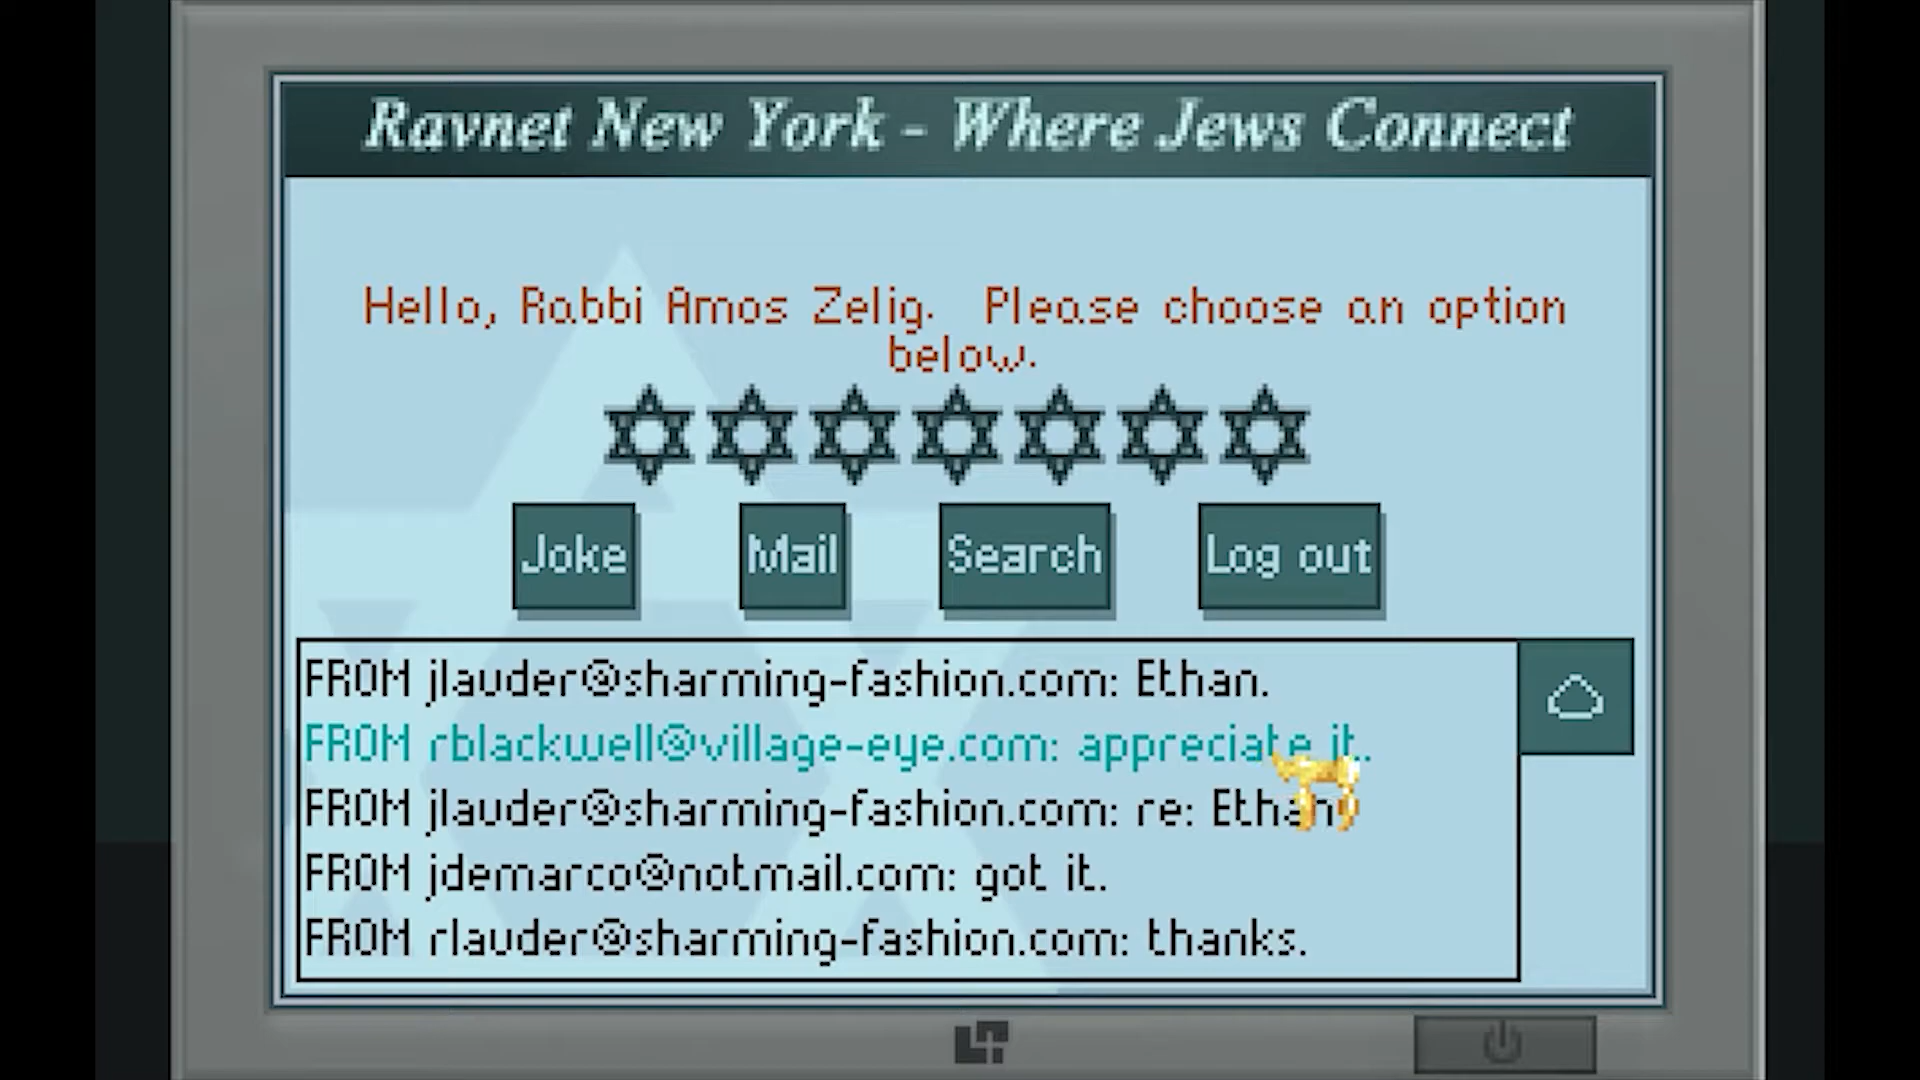 Ravnet New York - Where Jews Connect
Hello, Rabbi Amos Zelig. Please choose an option
below.
Joke Mail Search Log out
FROM jlauder@sharming-fashion.com: Ethan.
FROM rblackwell@village-eye.com: appreciate it.
FROM jlauder@sharming-fashion.com: re: Ethan
FROM jdemarco@notmail.com: got it.
FROM rlauder@sharming-fashion.com: thanks.